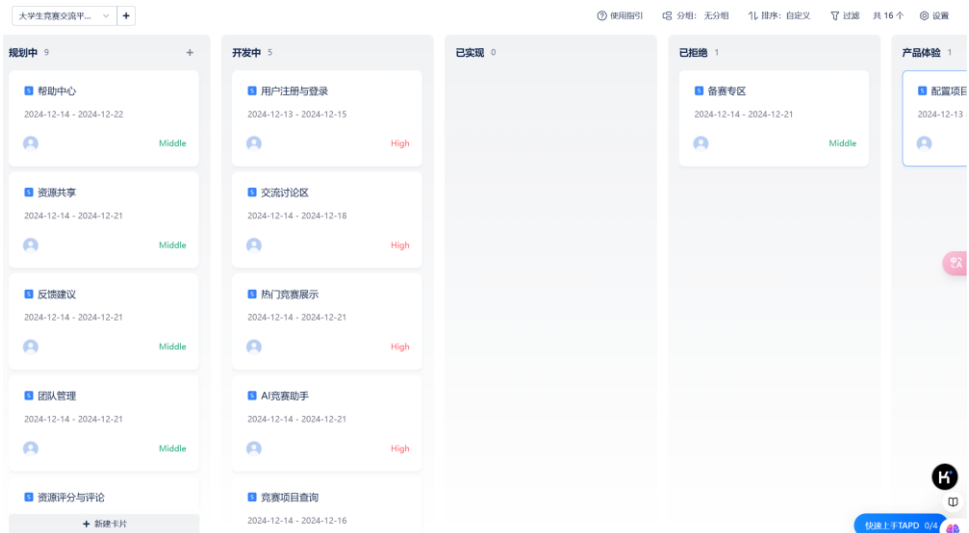 大学生竞赛交流平...
使用指引
分组: 无分组
排序: 自定义
过滤
共 16 个
设置
规划中 9
帮助中心
2024-12-14 - 2024-12-22
Middle
资源共享
2024-12-14 - 2024-12-21
Middle
反馈建议
2024-12-14 - 2024-12-21
Middle
团队管理
2024-12-14 - 2024-12-21
Middle
资源评分与评论
+ 新建卡片
开发中 5
用户注册与登录
2024-12-13 - 2024-12-15
High
交流讨论区
2024-12-14 - 2024-12-18
High
热门竞赛展示
2024-12-14 - 2024-12-21
High
AI竞赛助手
2024-12-14 - 2024-12-21
High
竞赛项目查询
2024-12-14 - 2024-12-16
已实现 0
已拒绝 1
备赛专区
2024-12-14 - 2024-12-21
Middle
产品体验 1
配置项目
2024-12-13 -
快速上手TAPD 0/4